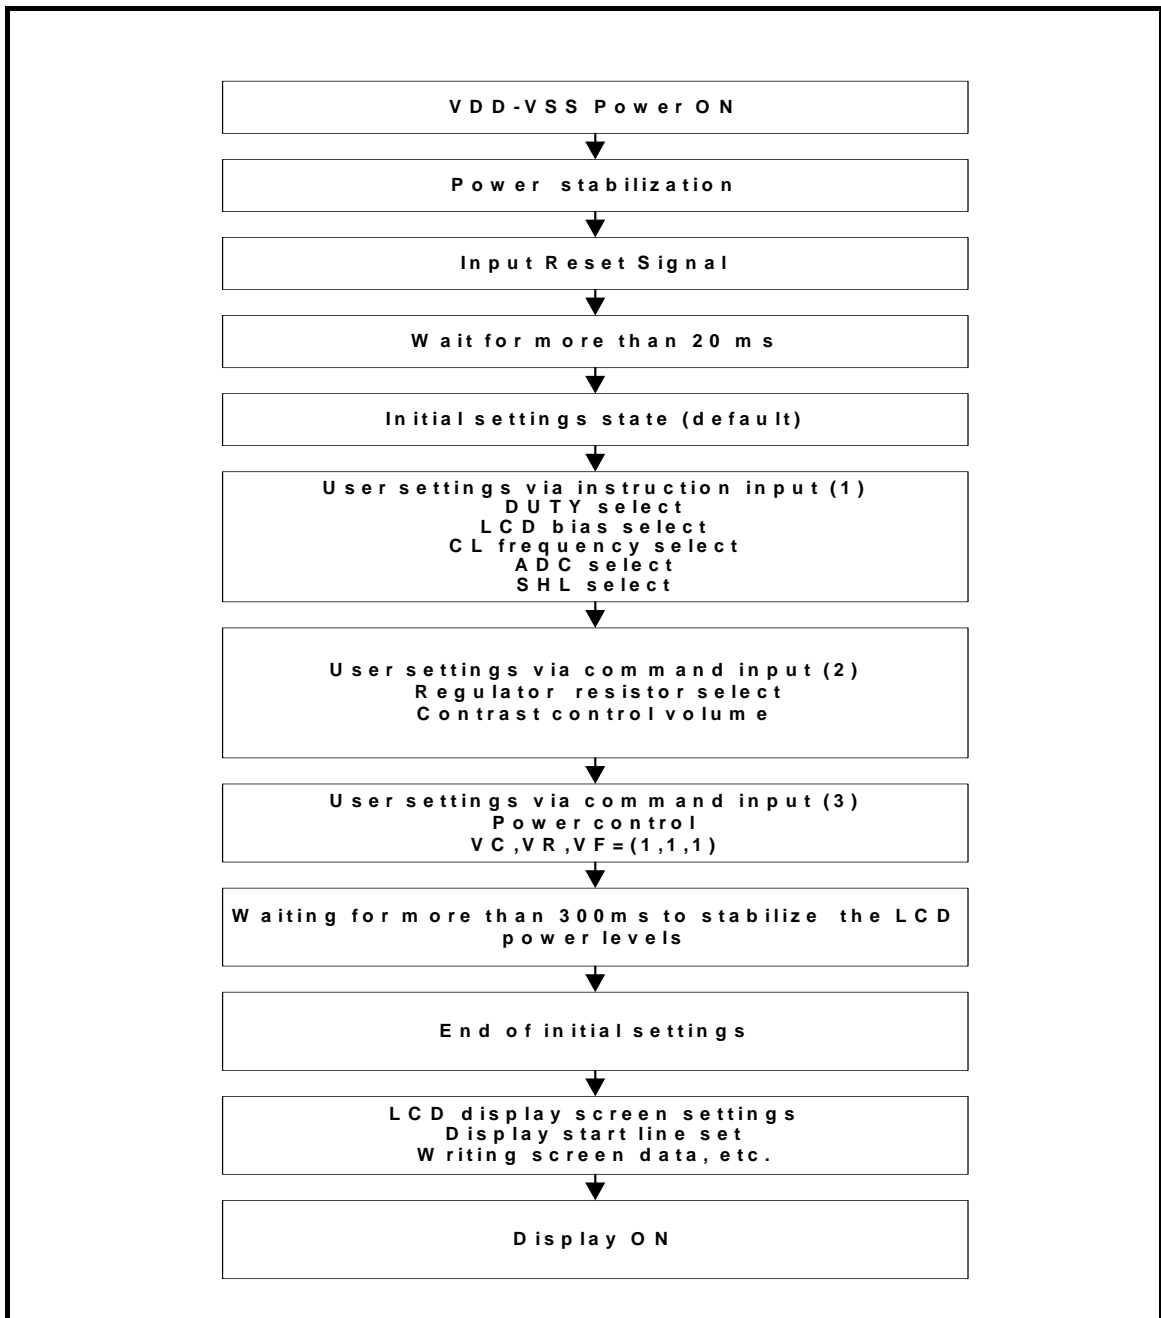 VDD-VSS Power ON
Power stabilization
Input Reset Signal
Wait for more than 20 ms
Initial settings state (default)
User settings via instruction input (1)
DUTY select
LCD bias select
CL frequency select
ADC select
SHL select
User setting via command input (2)
Regulator resistor select
Contrast control volume
User settings via command input (3)
Power control
VC,VR,VF=(1,1,1)
Waiting for more than 300ms to stabilize the LCD
power levels
End of initial settings
LCD display screen settings
Display start line set
Writing screen data, etc.
Display ON